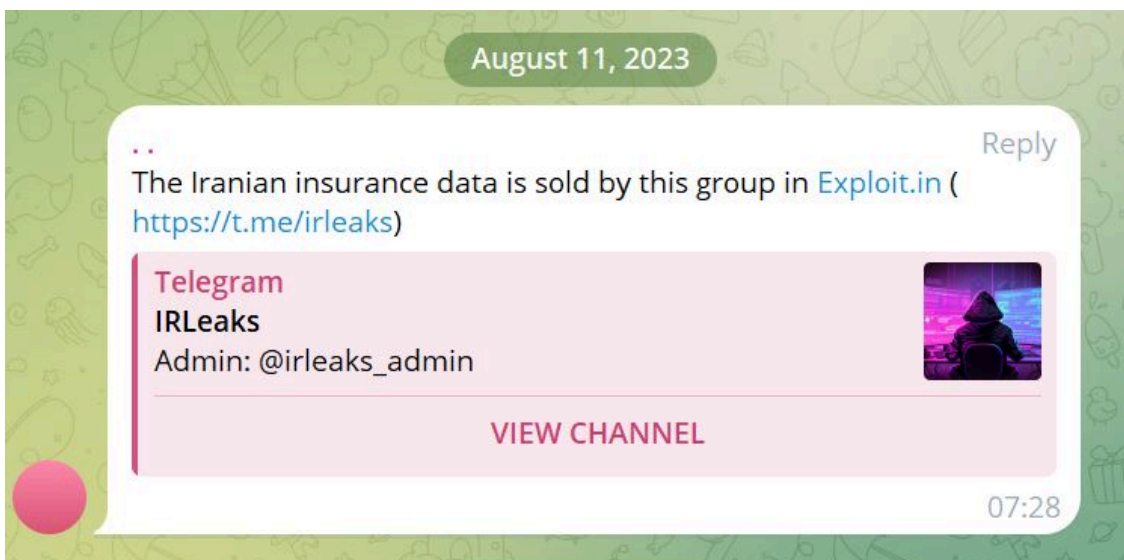 August 11, 2023
. .
Reply
The Iranian insurance data is sold by this group in Exploit.in (
https://t.me/irleaks)
Telegram
IRLeaks
Admin: @irleaks_admin
VIEW CHANNEL
07:28